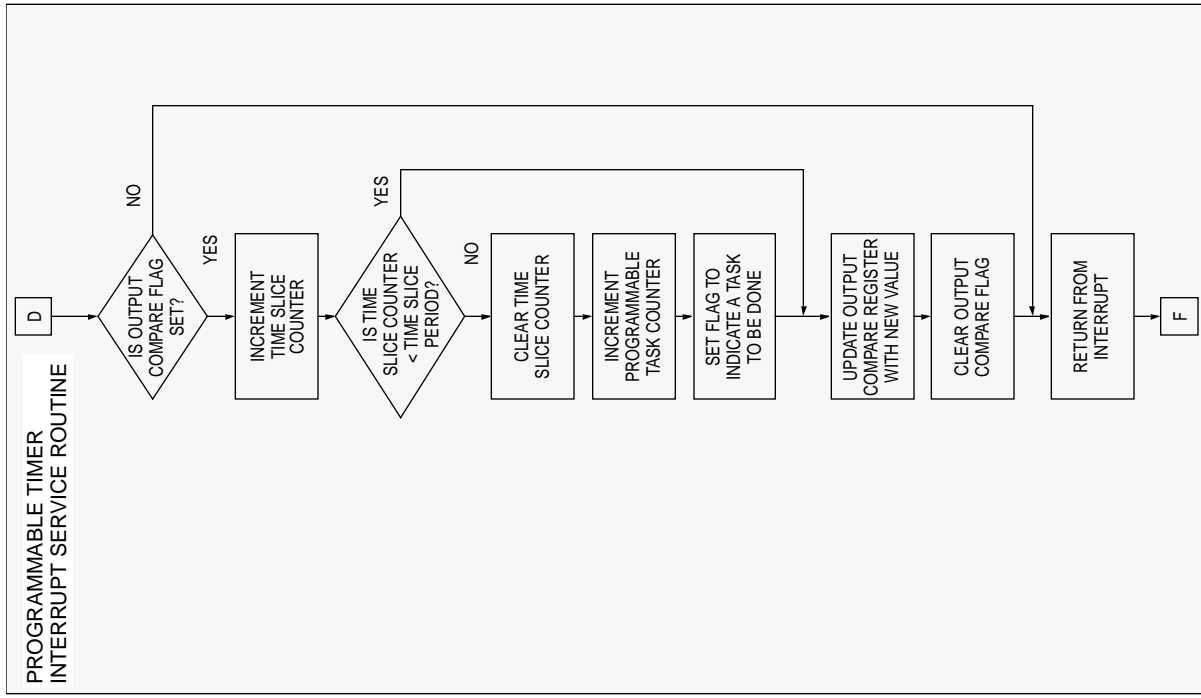 PROGRAMMABLE TIMER
INTERRUPT SERVICE ROUTINE
D
IS OUTPUT
COMPARE FLAG
SET?
NO
YES
INCREMENT
TIME SLICE
COUNTER
IS TIME
SLICE COUNTER
< TIME SLICE
PERIOD?
YES
NO
CLEAR TIME
SLICE COUNTER
INCREMENT
PROGRAMMABLE
TASK COUNTER
SET FLAG TO
INDICATE A TASK
TO BE DONE
UPDATE OUTPUT
COMPARE REGISTER
WITH NEW VALUE
CLEAR OUTPUT
COMPARE FLAG
RETURN FROM
INTERRUPT
F